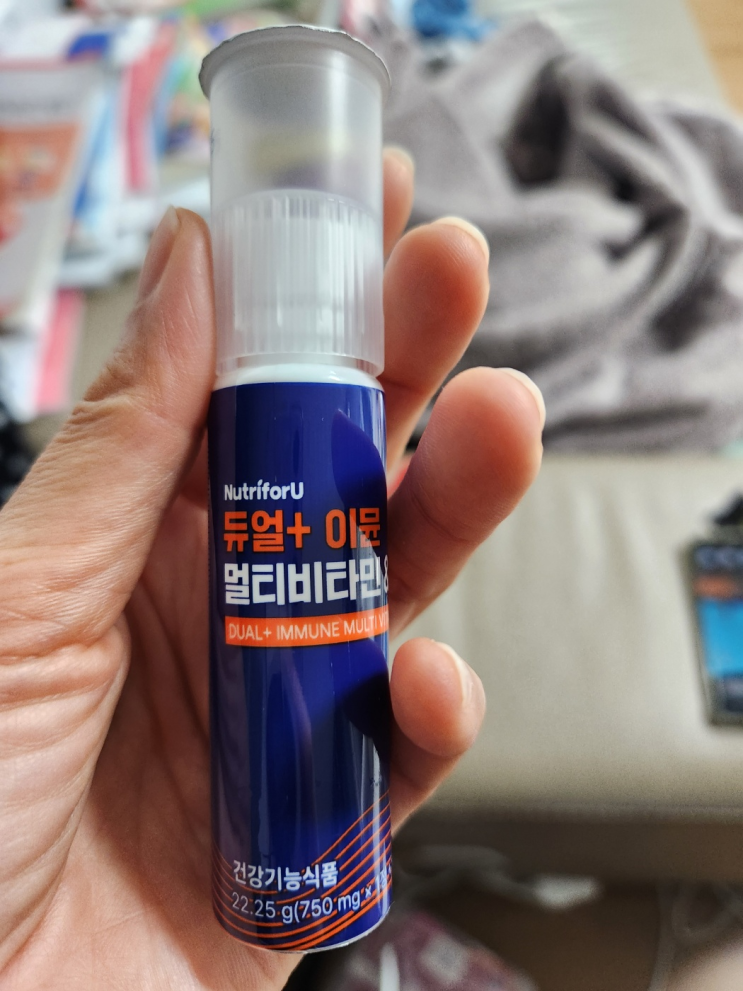 NutriforU
듀얼+ 이뮨
멀티비타민 &
DUAL+ IMMUNE MULTI
건강기능식품
22.25 g(750 mg ×